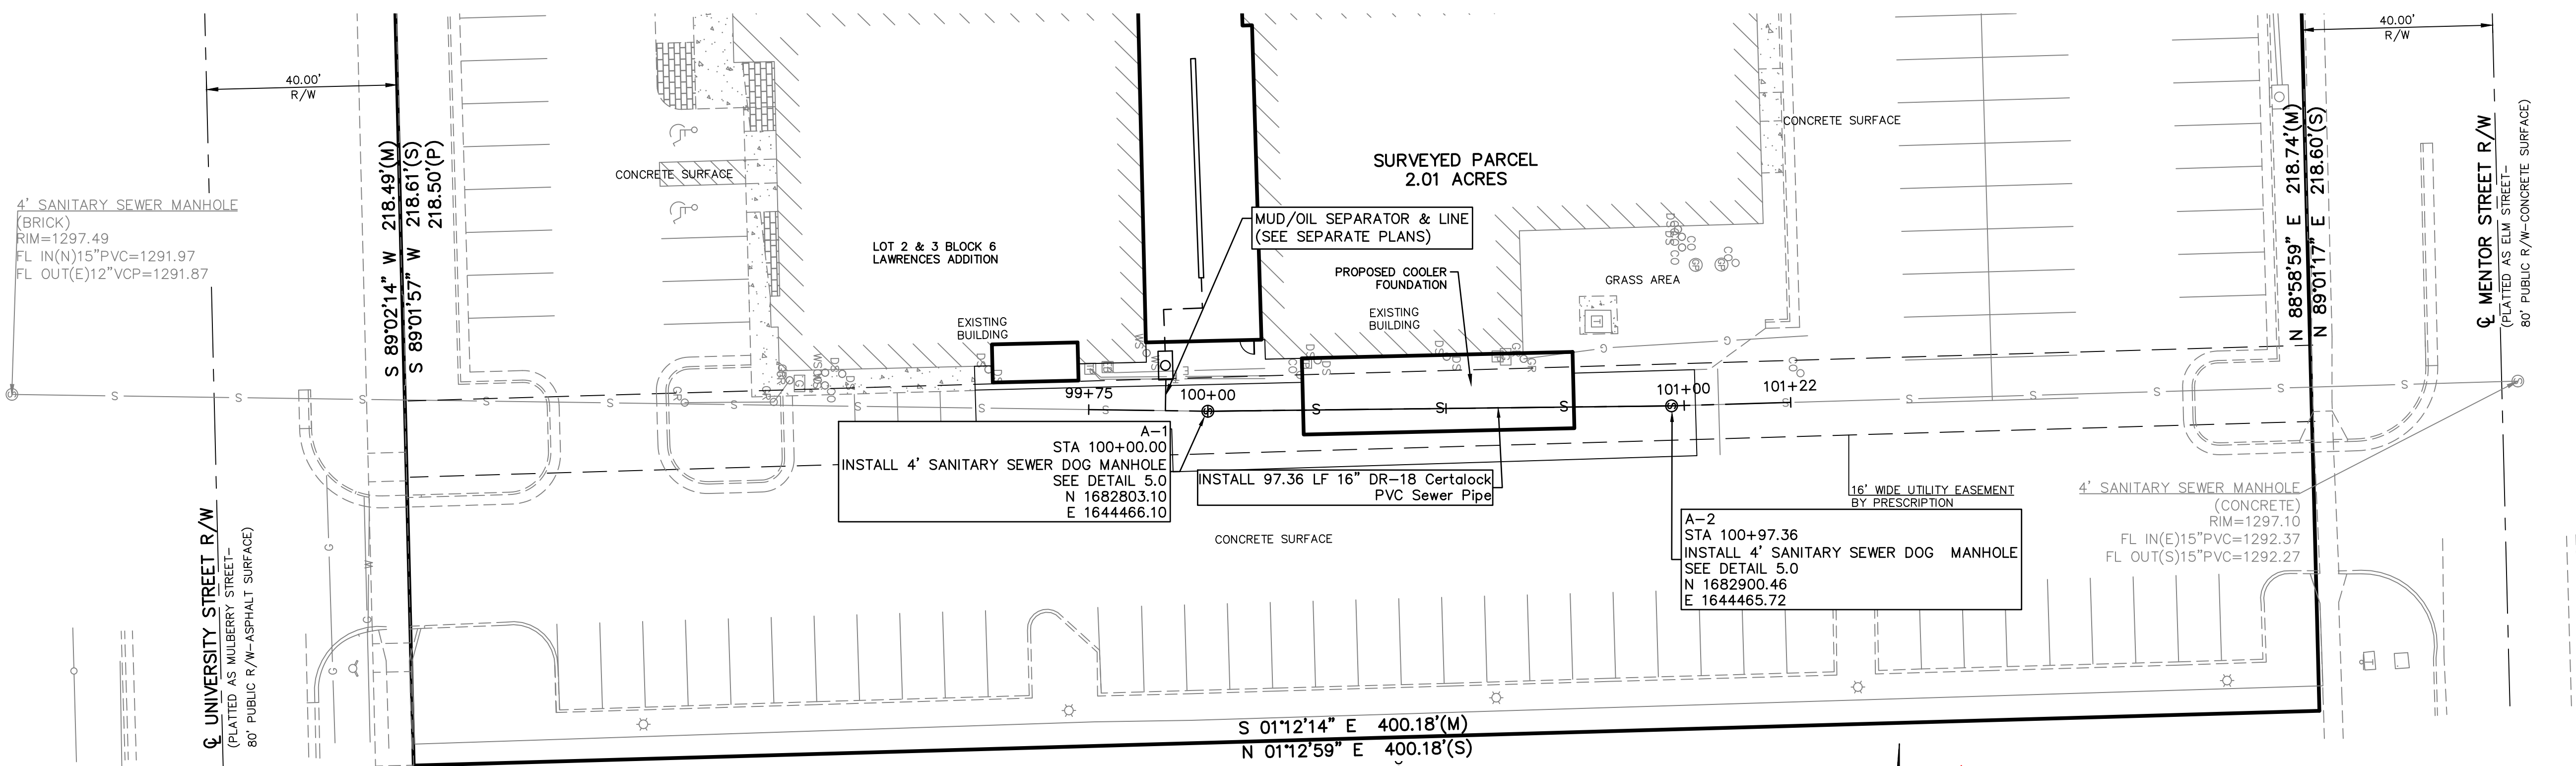 40.00'
R/W
4' SANITARY SEWER MANHOLE
(BRICK)
RIM=1297.49
FL IN(N)15"PVC=1291.97
FL OUT(E)12"VCP=1291.87
S 89°02'14" W 218.49'(M)
S 89°01'57" W 218.61'(S)
218.50'(P)
℄ UNIVERSITY STREET R/W
(PLATTED AS MULBERRY STREET-
80' PUBLIC R/W-ASPHALT SURFACE)
CONCRETE SURFACE
LOT 2 & 3 BLOCK 6
LAWRENCES ADDITION
EXISTING
BUILDING
MUD/OIL SEPARATOR & LINE
(SEE SEPARATE PLANS)
SURVEYED PARCEL
2.01 ACRES
PROPOSED COOLER
FOUNDATION
EXISTING
BUILDING
GRASS AREA
CONCRETE SURFACE
99+75
100+00
101+00
101+22
A-1
STA 100+00.00
INSTALL 4' SANITARY SEWER DOG MANHOLE
SEE DETAIL 5.0
N 1682803.10
E 1644466.10
INSTALL 97.36 LF 16" DR-18 Certalock
PVC Sewer Pipe
CONCRETE SURFACE
A-2
STA 100+97.36
INSTALL 4' SANITARY SEWER DOG MANHOLE
SEE DETAIL 5.0
N 1682900.46
E 1644465.72
16' WIDE UTILITY EASEMENT
BY PRESCRIPTION
4' SANITARY SEWER MANHOLE
(CONCRETE)
RIM=1297.10
FL IN(E)15"PVC=1292.37
FL OUT(S)15"PVC=1292.27
40.00'
R/W
N 88°58'59" E 218.74'(M)
N 89°01'17" E 218.60'(S)
℄ MENTOR STREET R/W
(PLATTED AS ELM STREET-
80' PUBLIC R/W-CONCRETE SURFACE)
S 01°12'14" E 400.18'(M)
N 01°12'59" E 400.18'(S)